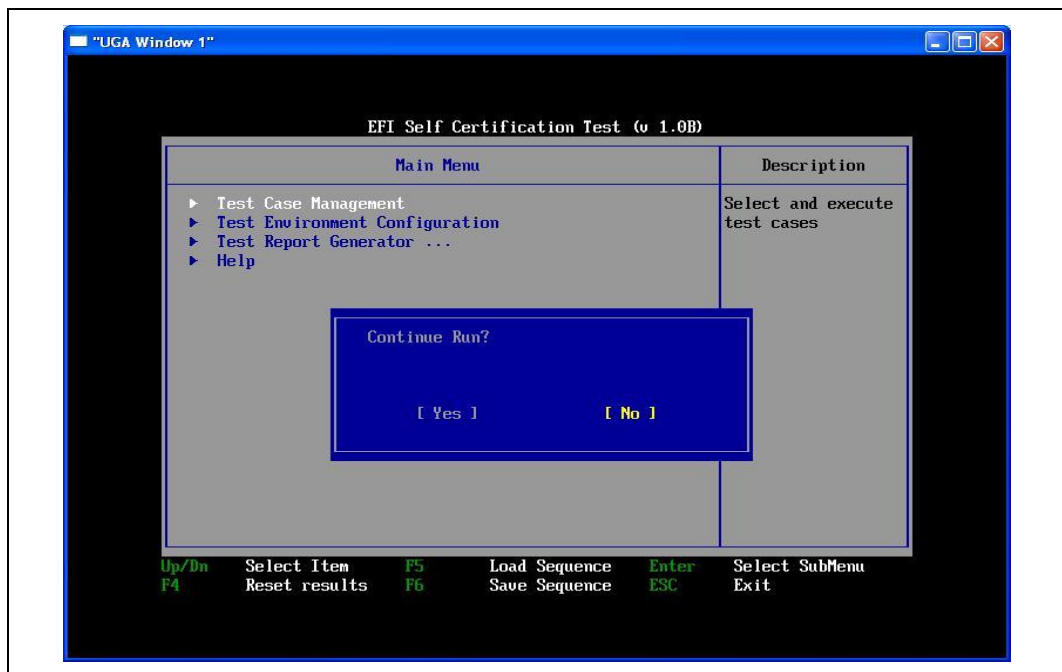 "UGA Window 1"
EFI Self Certification Test (v 1.0B)
Main Menu
Description
Test Case Management
Test Environment Configuration
Test Report Generator ...
Help
Select and execute
test cases
Continue Run?
[ Yes ] [ No ]
Up/Dn Select Item F5 Load Sequence Enter Select SubMenu
F4 Reset results F6 Save Sequence ESC Exit